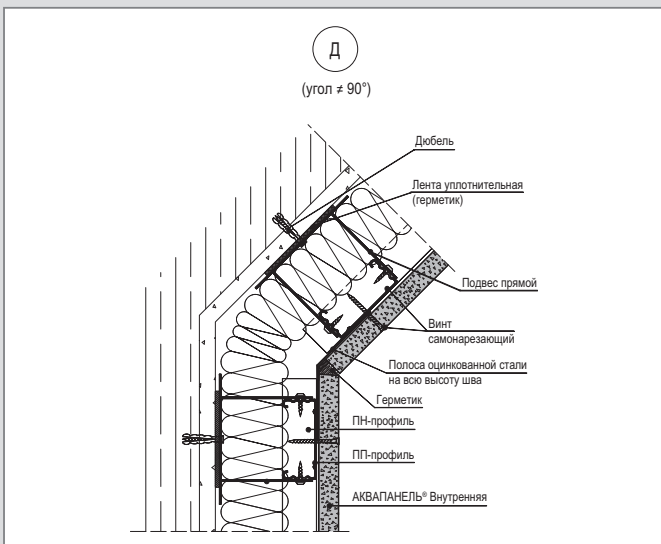 Д
(угол ≠ 90°)
Дюбель
Лента уплотнительная
(герметик)
Подвес прямой
Винт
самонарезающий
Полоса оцинкованной стали
на всю высоту шва
Герметик
ПН-профиль
ПП-профиль
АКВАПАНЕЛЬ® Внутренняя